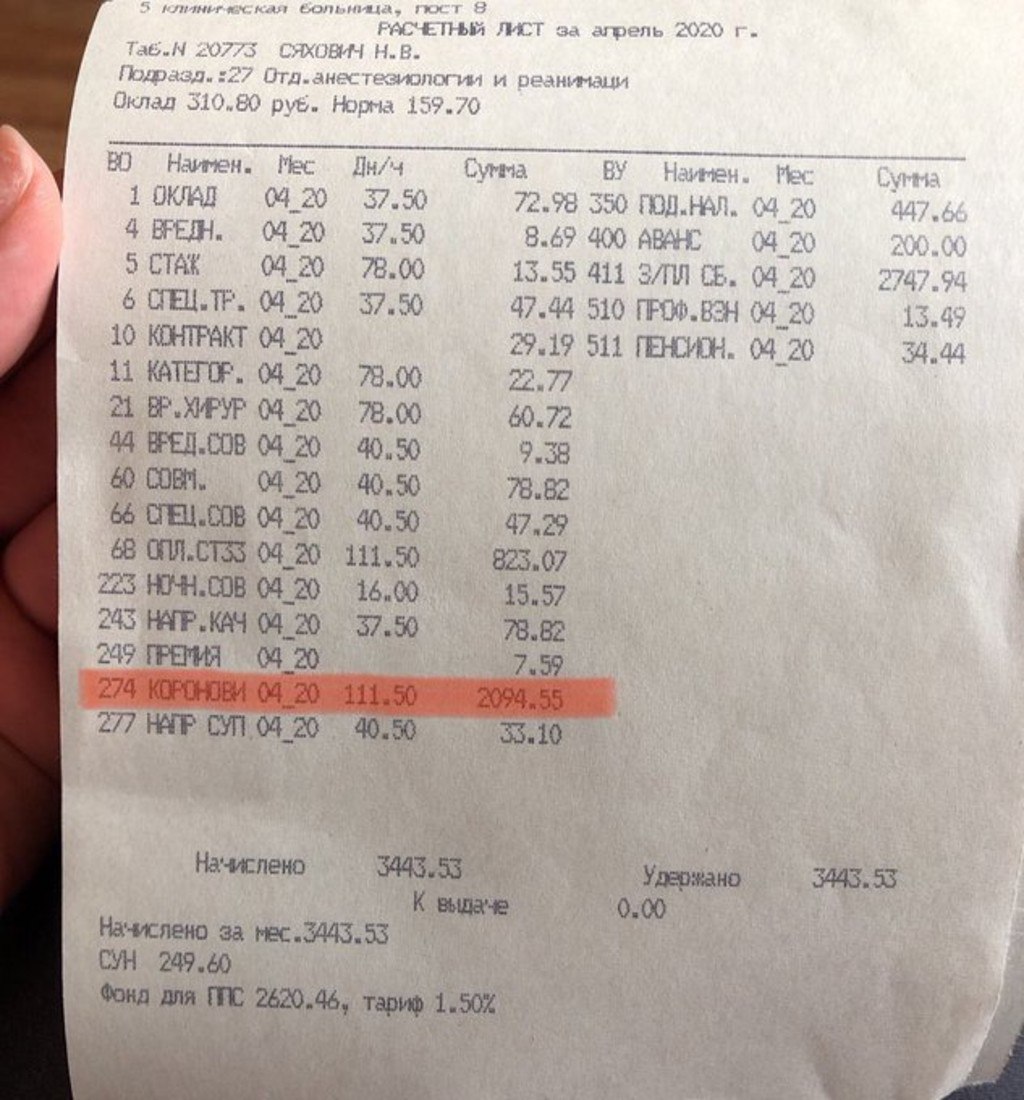 5 клиническая больница, пост 8
РАСЧЕТНЫЙ ЛИСТ за апрель 2020 г.
Таб.N 20773 СЯХОВИЧ Н.В.
Подразд.:27 Отд.анестезиологии и реанимаци
Оклад 310.80 руб. Норма 159.70
ВО Наимен. Мес Дн/ч Сумма ВУ Наимен. Мес Сумма
1 ОКЛАД 04_20 37.50 72.98 350 ПОД.НАЛ. 04_20 447.66
4 ВРЕДН. 04_20 37.50 8.69 400 АВАНС 04_20 200.00
5 СТАЖ 04_20 78.00 13.55 411 З/ПЛ СБ. 04_20 2747.94
6 СПЕЦ.ТР. 04_20 37.50 47.44 510 ПРОФ.ВЗН 04_20 13.49
10 КОНТРАКТ 04_20 29.19 511 ПЕНСИОН. 04_20 34.44
11 КАТЕГОР. 04_20 78.00 22.77
21 ВР.ХИРУР 04_20 78.00 60.72
44 ВРЕД.СОВ 04_20 40.50 9.38
60 СОВМ. 04_20 40.50 78.82
66 СПЕЦ.СОВ 04_20 40.50 47.29
68 ОПЛ.СТЗЗ 04_20 111.50 823.07
223 НОЧН.СОВ 04_20 16.00 15.57
243 НАПР.КАЧ 04_20 37.50 78.82
249 ПРЕМИЯ 04_20 7.59
274 КОРОНОВИ 04_20 111.50 2094.55
277 НАПР СУП 04_20 40.50 33.10
Начислено 3443.53 Удержано 3443.53
К выдаче 0.00
Начислено за мес.3443.53
СУН 249.60
Фонд для ППС 2620.46, тариф 1.50%